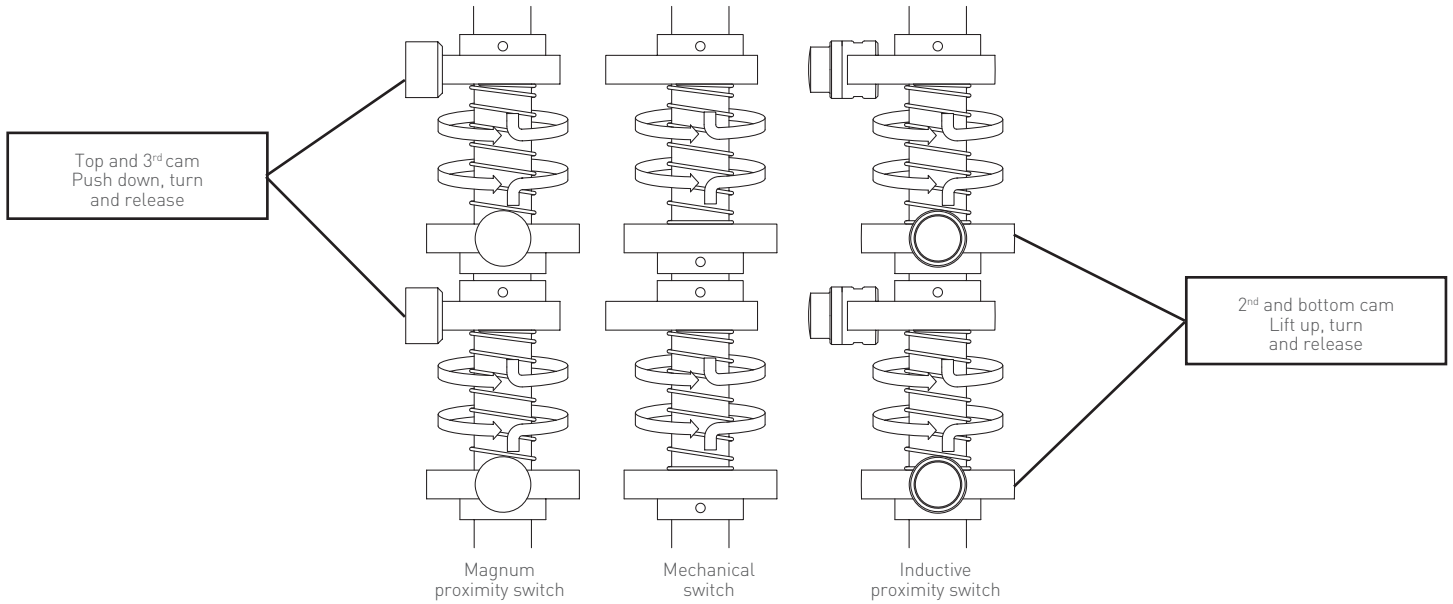 Top and 3rd cam
Push down, turn
and release
2nd and bottom cam
Lift up, turn
and release
Magnum
proximity switch
Mechanical
switch
Inductive
proximity switch